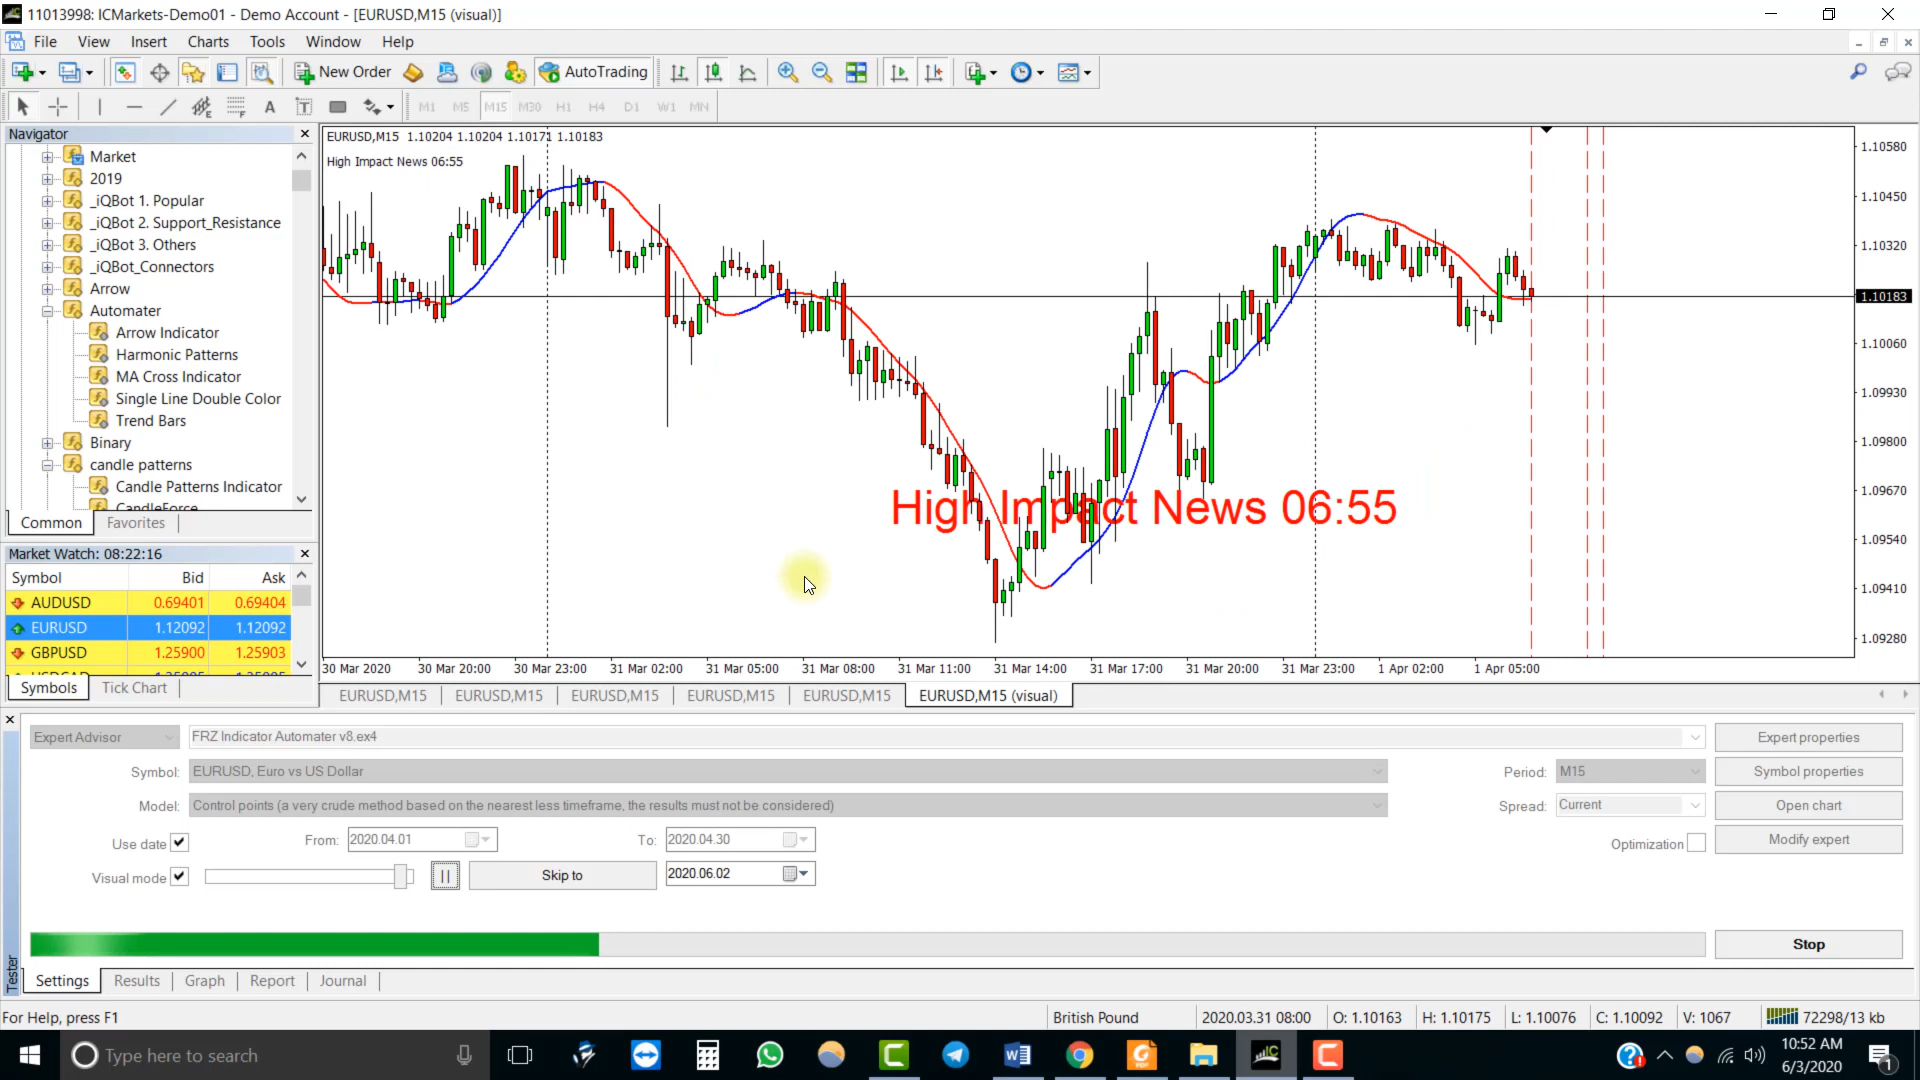 11013998: ICMarkets-Demo01 - Demo Account - [EURUSD,M15 (visual)]
File View Insert Charts Tools Window Help
New Order AutoTrading
A T M1 M5 M15 M30 H1 H4 D1 W1 MN
Navigator
Market
2019
_iQBot 1. Popular
_iQBot 2. Support_Resistance
_iQBot 3. Others
_iQBot_Connectors
Arrow
Automater
Arrow Indicator
Harmonic Patterns
MA Cross Indicator
Single Line Double Color
Trend Bars
Binary
candle patterns
Candle Patterns Indicator
CandleForce
Common Favorites
Market Watch: 08:22:16
Symbol Bid Ask
AUDUSD 0.69401 0.69404
EURUSD 1.12092 1.12092
GBPUSD 1.25900 1.25903
Symbols Tick Chart
EURUSD,M15 1.10204 1.10204 1.10171 1.10183
High Impact News 06:55
High Impact News 06:55
1.10580
1.10450
1.10320
1.10183
1.10060
1.09930
1.09800
1.09670
1.09540
1.09410
1.09280
30 Mar 2020 30 Mar 20:00 30 Mar 23:00 31 Mar 02:00 31 Mar 05:00 31 Mar 08:00 31 Mar 11:00 31 Mar 14:00 31 Mar 17:00 31 Mar 20:00 31 Mar 23:00 1 Apr 02:00 1 Apr 05:00
EURUSD,M15 EURUSD,M15 EURUSD,M15 EURUSD,M15 EURUSD,M15 EURUSD,M15 (visual)
Expert Advisor FRZ Indicator Automater v8.ex4 Expert properties
Symbol: EURUSD, Euro vs US Dollar Period: M15 Symbol properties
Model: Control points (a very crude method based on the nearest less timeframe, the results must not be considered) Spread: Current Open chart
Use date From: 2020.04.01 To: 2020.04.30 Optimization Modify expert
Visual mode Skip to 2020.06.02
Stop
Tester
Settings Results Graph Report Journal
For Help, press F1 British Pound 2020.03.31 08:00 O: 1.10163 H: 1.10175 L: 1.10076 C: 1.10092 V: 1067 72298/13 kb
Type here to search
10:52 AM
6/3/2020
1